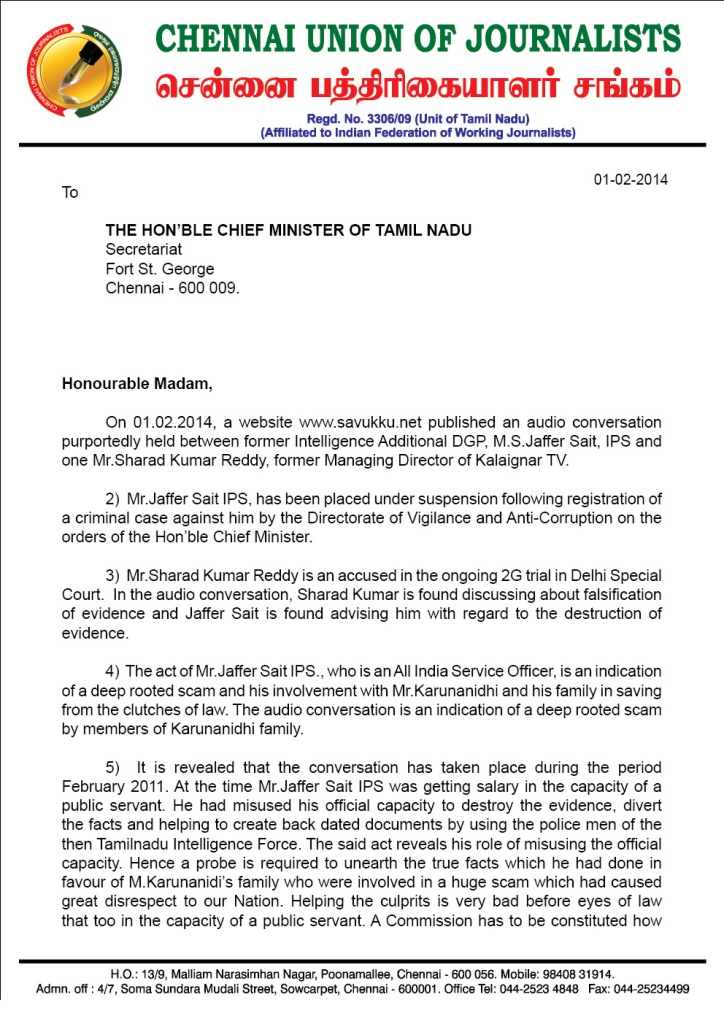 CHENNAI UNION OF JOURNALISTS
சென்னை பத்திரிகையாளர் சங்கம்
CHENNAI UNION OF JOURNALISTS
சென்னை பத்திரிகையாளர் சங்கம்
Regd. No. 3306/09 (Unit of Tamil Nadu)
(Affiliated to Indian Federation of Working Journalists)
01-02-2014
To
THE HON'BLE CHIEF MINISTER OF TAMIL NADU
Secretariat
Fort St. George
Chennai - 600 009.
Honourable Madam,
On 01.02.2014, a website www.savukku.net published an audio conversation
purportedly held between former Intelligence Additional DGP, M.S.Jaffer Sait, IPS and
one Mr.Sharad Kumar Reddy, former Managing Director of Kalaignar TV.
2) Mr.Jaffer Sait IPS, has been placed under suspension following registration of
a criminal case against him by the Directorate of Vigilance and Anti-Corruption on the
orders of the Hon'ble Chief Minister.
3) Mr.Sharad Kumar Reddy is an accused in the ongoing 2G trial in Delhi Special
Court. In the audio conversation, Sharad Kumar is found discussing about falsification
of evidence and Jaffer Sait is found advising him with regard to the destruction of
evidence.
4) The act of Mr.Jaffer Sait IPS., who is an All India Service Officer, is an indication
of a deep rooted scam and his involvement with Mr.Karunanidhi and his family in saving
from the clutches of law. The audio conversation is an indication of a deep rooted scam
by members of Karunanidhi family.
5) It is revealed that the conversation has taken place during the period
February 2011. At the time Mr.Jaffer Sait IPS was getting salary in the capacity of a
public servant. He had misused his official capacity to destroy the evidence, divert
the facts and helping to create back dated documents by using the police men of the
then Tamilnadu Intelligence Force. The said act reveals his role of misusing the official
capacity. Hence a probe is required to unearth the true facts which he had done in
favour of M.Karunanidi's family who were involved in a huge scam which had caused
great disrespect to our Nation. Helping the culprits is very bad before eyes of law
that too in the capacity of a public servant. A Commission has to be constituted how
H.O.: 13/9, Malliam Narasimhan Nagar, Poonamallee, Chennai - 600 056. Mobile: 98408 31914.
Admn. off : 4/7, Soma Sundara Mudali Street, Sowcarpet, Chennai - 600001. Office Tel: 044-2523 4848 Fax: 044-25234499